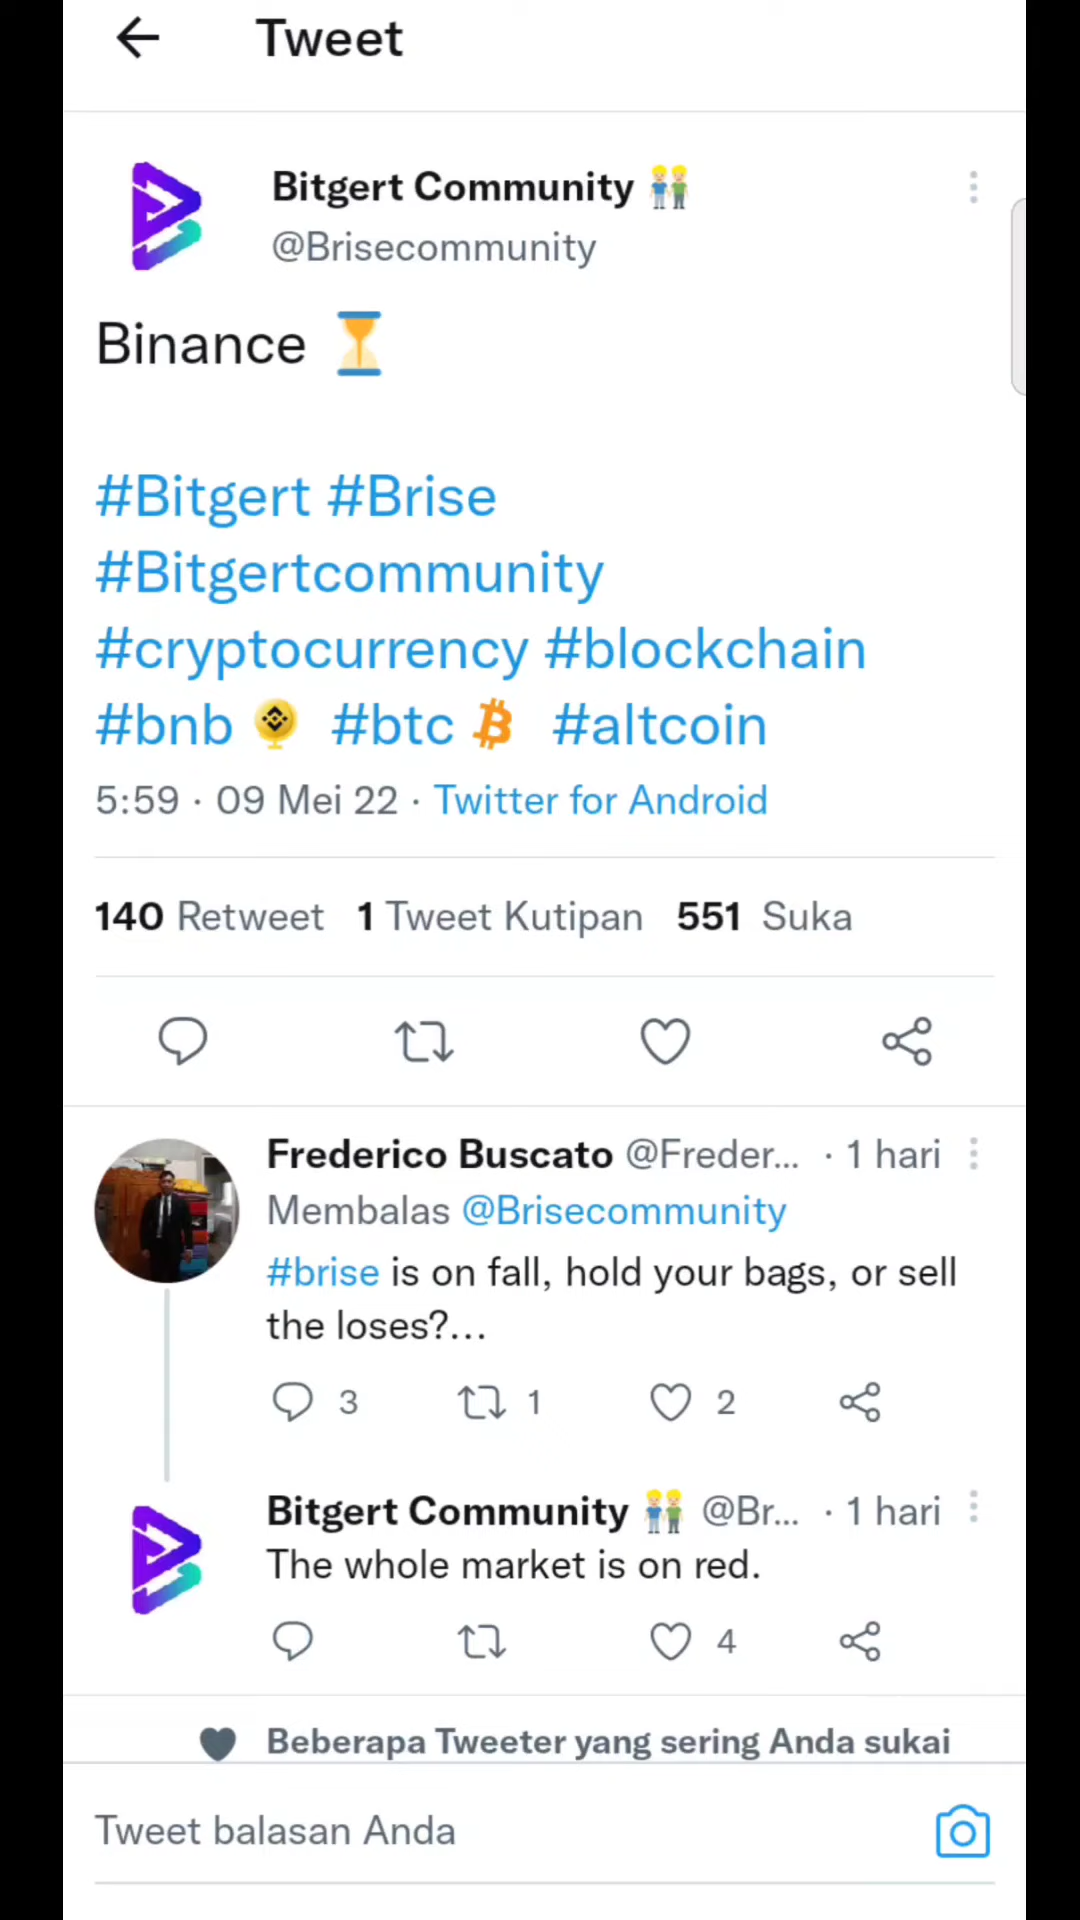 Tweet
Bitgert Community 👬
@Brisecommunity
Binance ⏳
#Bitgert #Brise
#Bitgertcommunity
#cryptocurrency #blockchain
#bnb #btc #altcoin
5:59 · 09 Mei 22 · Twitter for Android
140 Retweet 1 Tweet Kutipan 551 Suka
Frederico Buscato @Freder... · 1 hari
Membalas @Brisecommunity
#brise is on fall, hold your bags, or sell
the loses?...
3 1 2
Bitgert Community 👬 @Br... · 1 hari
The whole market is on red.
4
Beberapa Tweeter yang sering Anda sukai
Tweet balasan Anda